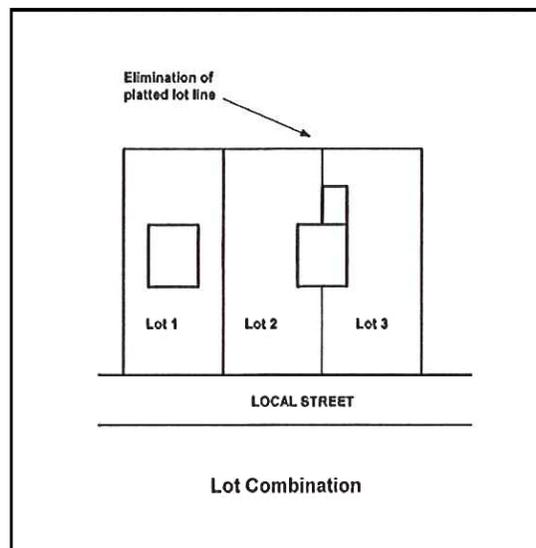 Elimination of
platted lot line
Lot 1
Lot 2
Lot 3
LOCAL STREET
Lot Combination